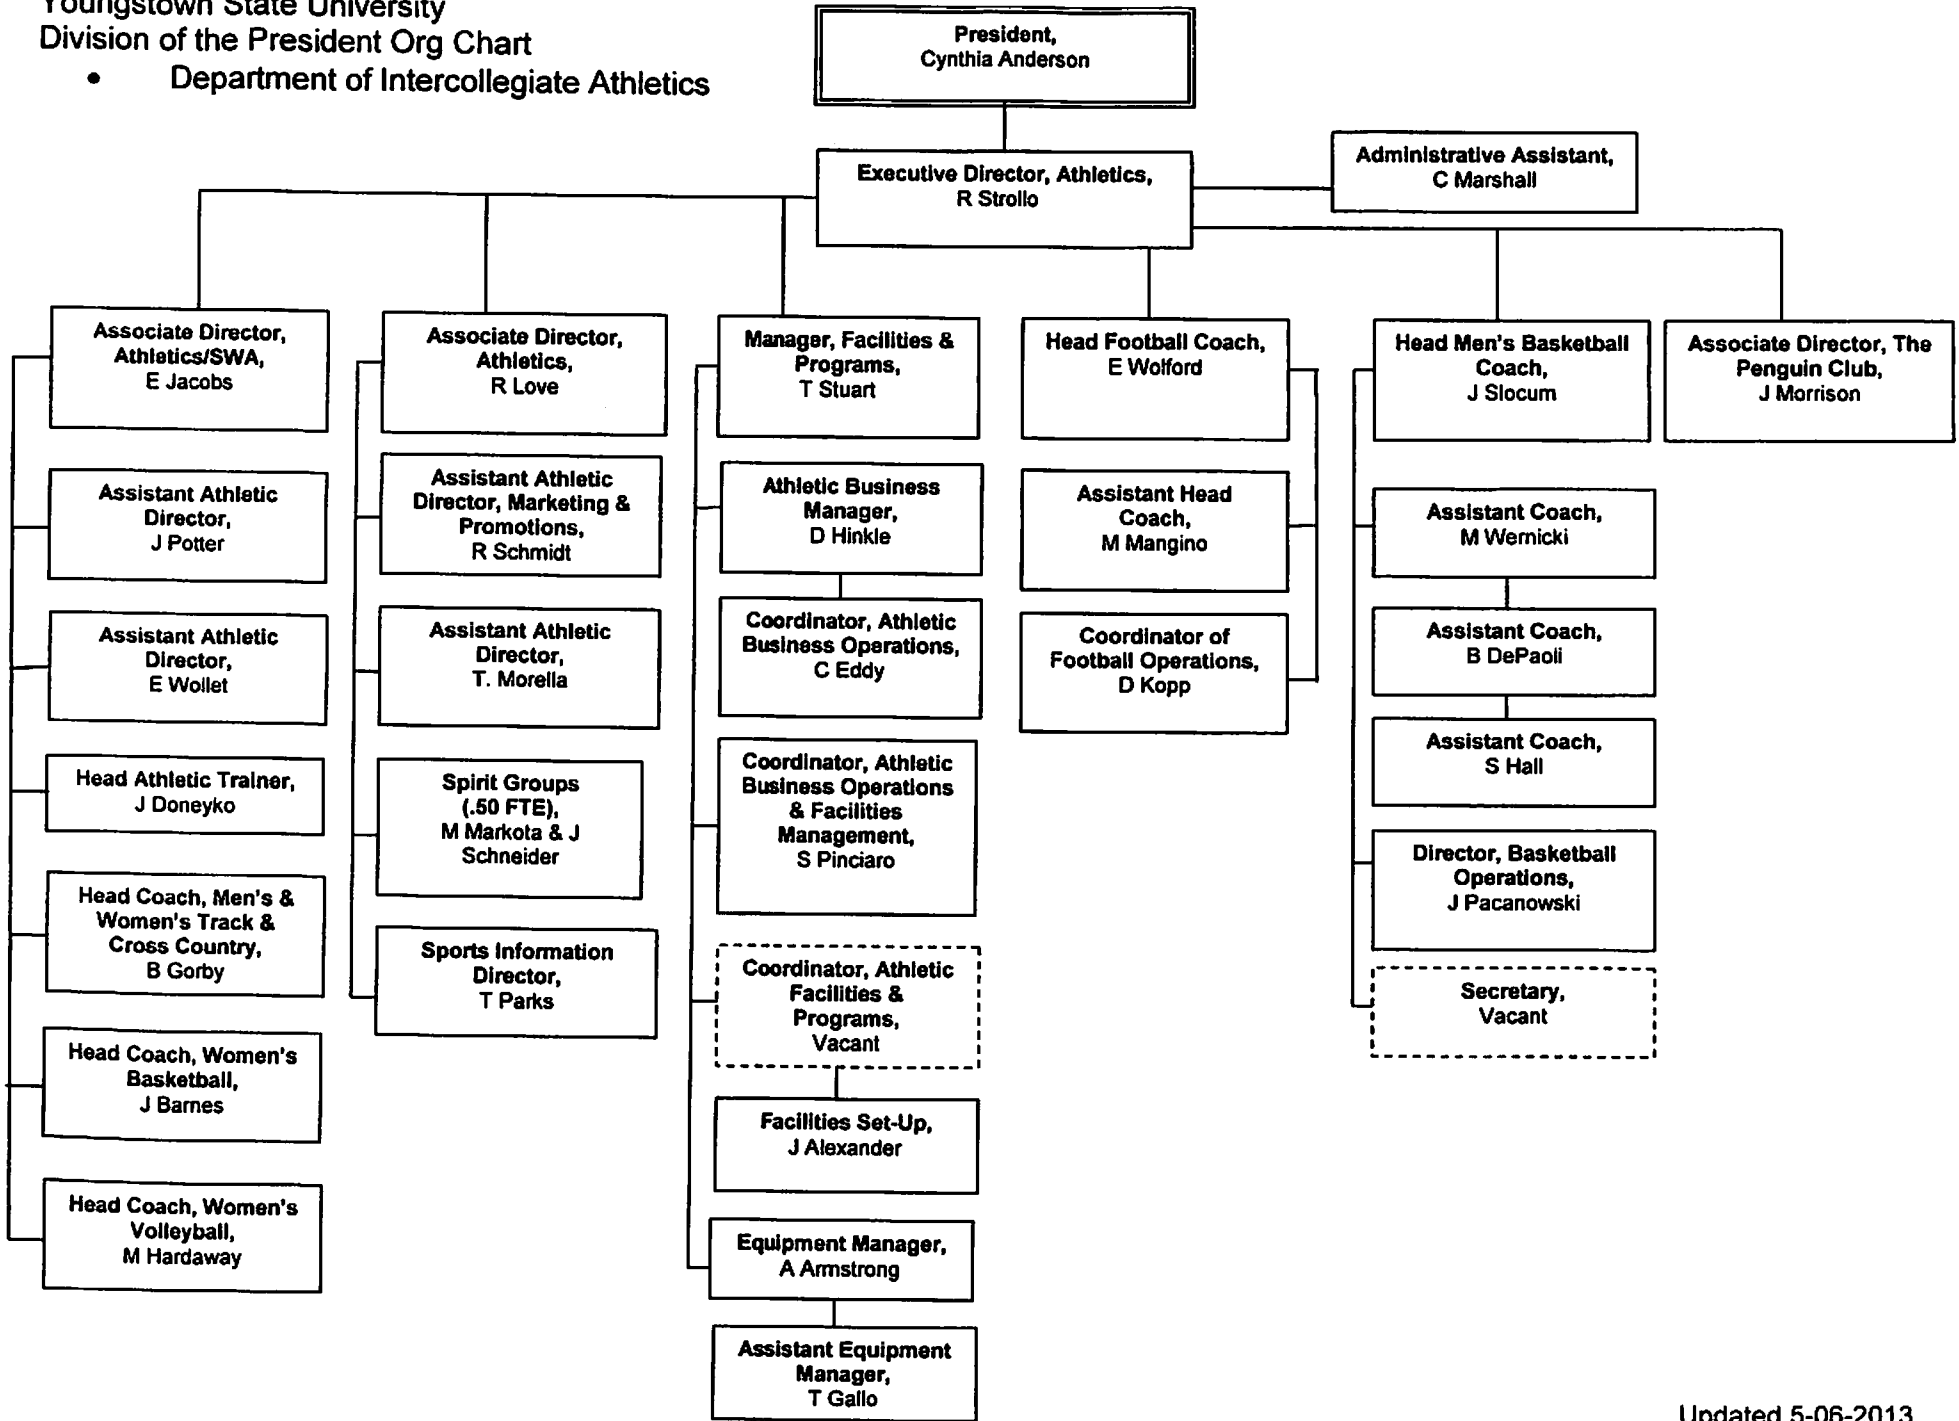 Youngstown State University
Division of the President Org Chart
• Department of Intercollegiate Athletics
President,
Cynthia Anderson
Executive Director, Athletics,
R Strollo
Administrative Assistant,
C Marshall
Associate Director,
Athletics/SWA,
E Jacobs
Assistant Athletic
Director,
J Potter
Assistant Athletic
Director,
E Wollet
Head Athletic Trainer,
J Doneyko
Head Coach, Men's &
Women's Track &
Cross Country,
B Gorby
Head Coach, Women's
Basketball,
J Barnes
Head Coach, Women's
Volleyball,
M Hardaway
Associate Director,
Athletics,
R Love
Assistant Athletic
Director, Marketing &
Promotions,
R Schmidt
Assistant Athletic
Director,
T. Morella
Spirit Groups
(.50 FTE),
M Markota & J
Schneider
Sports Information
Director,
T Parks
Manager, Facilities &
Programs,
T Stuart
Athletic Business
Manager,
D Hinkle
Coordinator, Athletic
Business Operations,
C Eddy
Coordinator, Athletic
Business Operations
& Facilities
Management,
S Pinciaro
Coordinator, Athletic
Facilities &
Programs,
Vacant
Facilities Set-Up,
J Alexander
Equipment Manager,
A Armstrong
Assistant Equipment
Manager,
T Gallo
Head Football Coach,
E Wolford
Assistant Head
Coach,
M Mangino
Coordinator of
Football Operations,
D Kopp
Head Men's Basketball
Coach,
J Slocum
Assistant Coach,
M Wernicki
Assistant Coach,
B DePaoli
Assistant Coach,
S Hall
Director, Basketball
Operations,
J Pacanowski
Secretary,
Vacant
Associate Director, The
Penguin Club,
J Morrison
Updated 5-06-2013